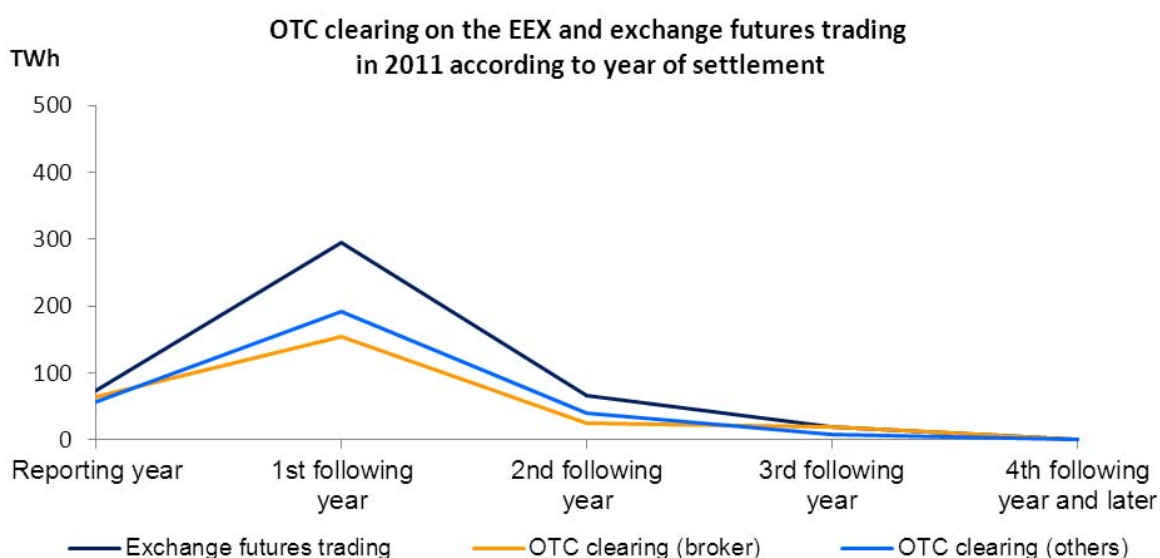 OTC clearing on the EEX and exchange futures trading
in 2011 according to year of settlement
TWh
500
400
300
200
100
0
Reporting year
1st following
year
2nd following
year
3rd following
year
4th following
year and later
Exchange futures trading
OTC clearing (broker)
OTC clearing (others)